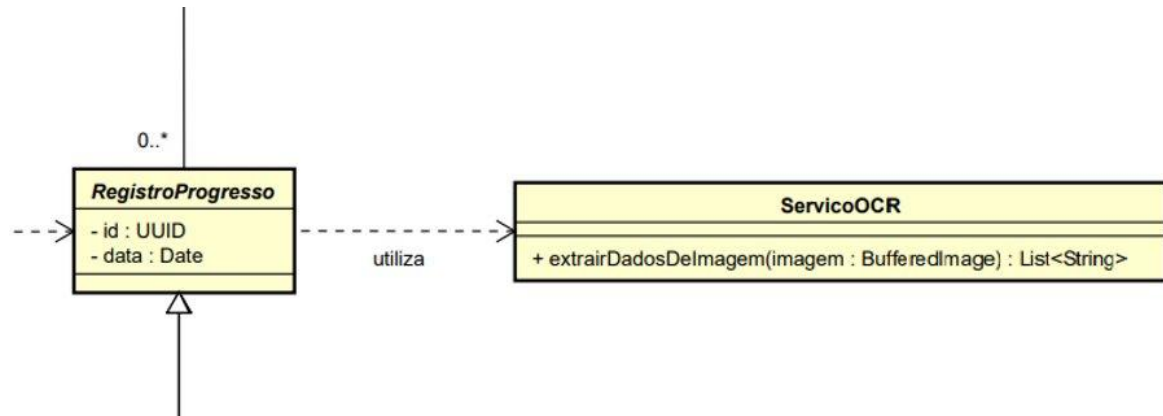 0..*
RegistroProgresso
- id : UUID
- data : Date
utiliza
ServicoOCR
+ extrairDadosDeImagem(imagem : BufferedImage) : List<String>